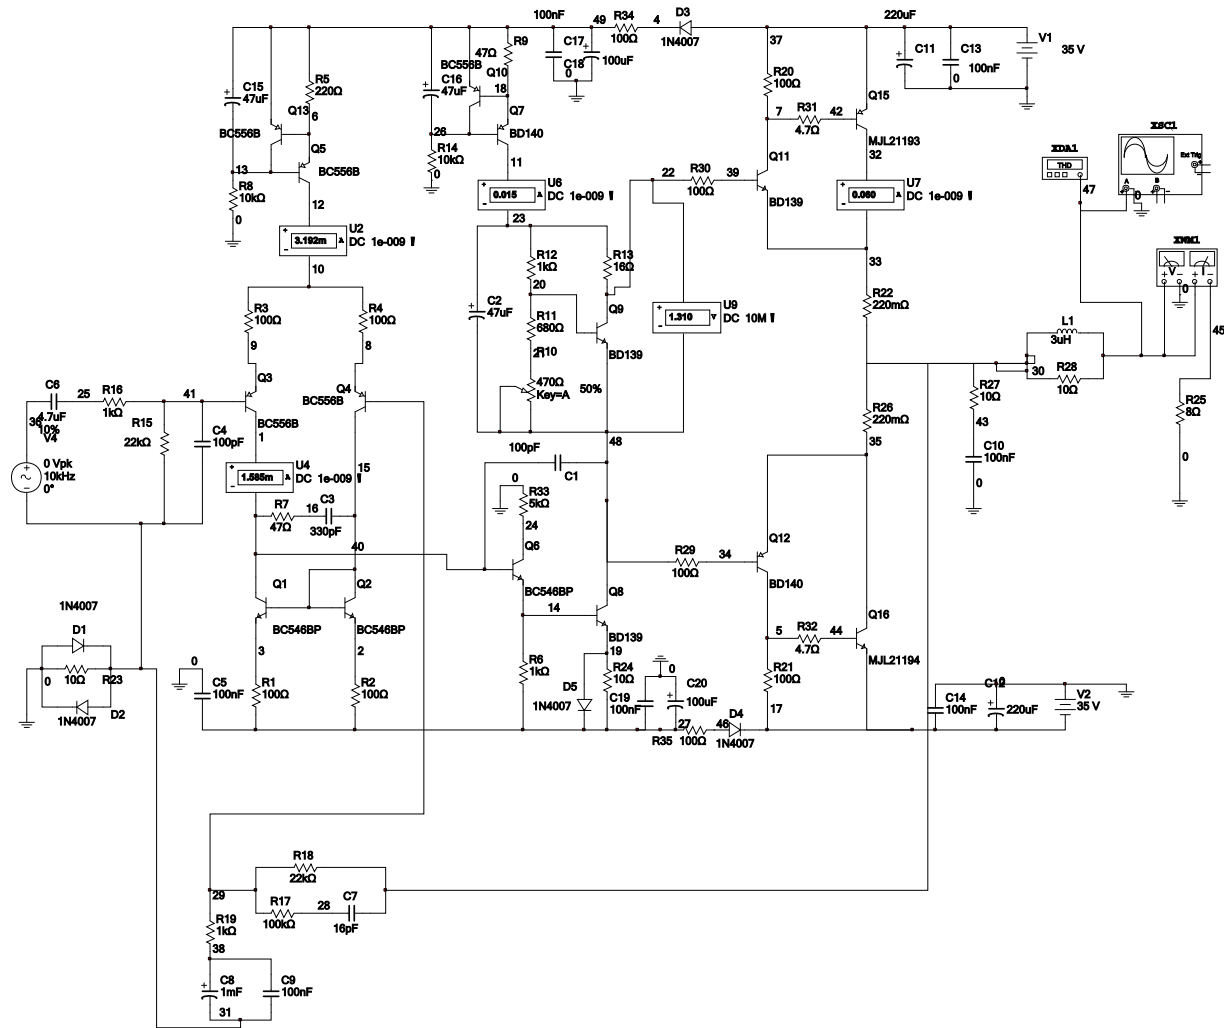 100nF
49
R34
100Ω
4
D3
1N4007
37
220uF
V1
35 V
C17
C18
0
100uF
C11
C13
100nF
0
C15
47uF
R5
220Ω
6
Q13
BC556B
Q5
BC556B
13
R8
10kΩ
0
12
R9
47Ω
BC556B
C16
47uF
Q10
18
Q7
BD140
26
R14
10kΩ
0
11
R20
100Ω
7
R31
4.7Ω
42
Q15
MJL21193
32
U2
3.192m
A
DC 1e-009
10
U6
0.015
A
DC 1e-009
23
22
R30
100Ω
39
Q11
BD139
U7
0.060
A
DC 1e-009
33
XDA1
THD
47
XSC1
Ext Trig
A
B
0
XMM1
V
I
0
45
R3
100Ω
9
R4
100Ω
8
C2
47uF
R12
1kΩ
20
R13
16Ω
R11
680Ω
21
R10
470Ω
Key=A
50%
Q9
BD139
48
U9
1.310
V
DC 10M
R22
220mΩ
L1
3uH
30
R28
10Ω
C6
4.7uF
10%
25
R16
1kΩ
41
R15
22kΩ
C4
100pF
36
V4
0 Vpk
10kHz
0°
Q3
BC556B
1
Q4
BC556B
U4
1.585m
A
DC 1e-009
15
R7
47Ω
16
C3
330pF
40
100pF
C1
R26
220mΩ
35
R27
10Ω
43
C10
100nF
0
R25
8Ω
0
0
R33
5kΩ
24
Q6
BC546BP
14
R29
100Ω
34
Q12
BD140
Q1
BC546BP
3
Q2
BC546BP
2
Q8
BD139
19
5
R32
4.7Ω
44
Q16
MJL21194
1N4007
D1
0
10Ω
R23
1N4007
D2
0
C5
100nF
R1
100Ω
R2
100Ω
R6
1kΩ
D5
1N4007
R24
10Ω
C19
100nF
0
C20
100uF
R35
27
100Ω
46
D4
1N4007
R21
100Ω
17
C14
100nF
C12
0
220uF
V2
35 V
R18
22kΩ
29
R17
100kΩ
28
C7
16pF
R19
1kΩ
38
C8
1mF
C9
100nF
31